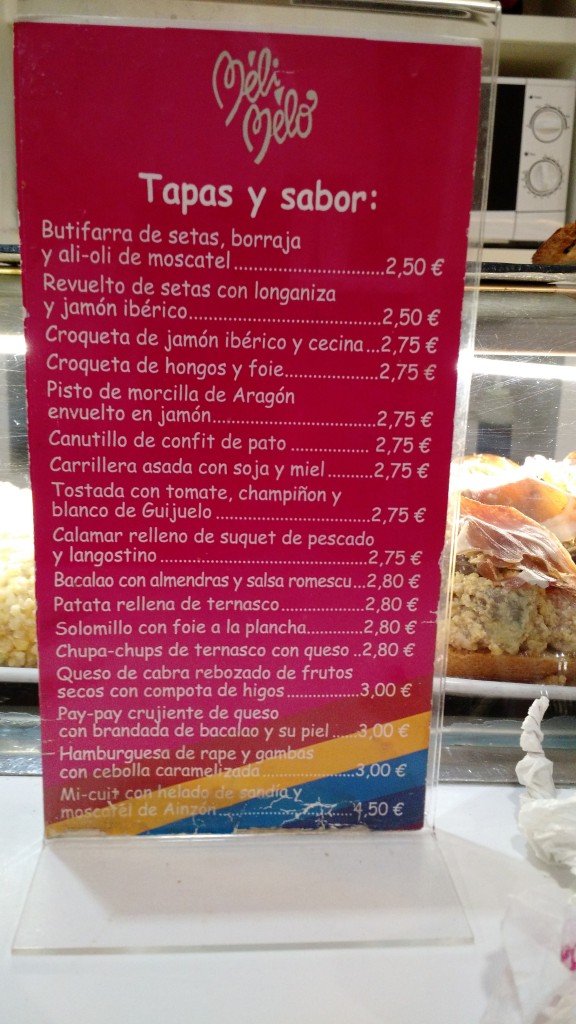 Méli
Mélo
Tapas y sabor:
Butifarra de setas, borraja
y ali-oli de moscatel..............................2,50 €
Revuelto de setas con longaniza
y jamón ibérico......................................2,50 €
Croqueta de jamón ibérico y cecina...2,75 €
Croqueta de hongos y foie...................2,75 €
Pisto de morcilla de Aragón
envuelto en jamón.................................2,75 €
Canutillo de confit de pato ................ 2,75 €
Carrillera asada con soja y miel.........2,75 €
Tostada con tomate, champiñon y
blanco de Guijuelo ...............................2,75 €
Calamar relleno de suquet de pescado
y langostino..........................................2,75 €
Bacalao con almendras y salsa romescu...2,80 €
Patata rellena de ternasco.................2,80 €
Solomillo con foie a la plancha............2,80 €
Chupa-chups de ternasco con queso ..2,80 €
Queso de cabra rebozado de frutos
secos con compota de higos...............3,00 €
Pay-pay crujiente de queso
con brandada de bacalao y su piel .....3,00 €
Hamburguesa de rape y gambas
con cebolla caramelizada....................3,00 €
Mi-cuit con helado de sandía y
moscatel de Ainzón............................4,50 €